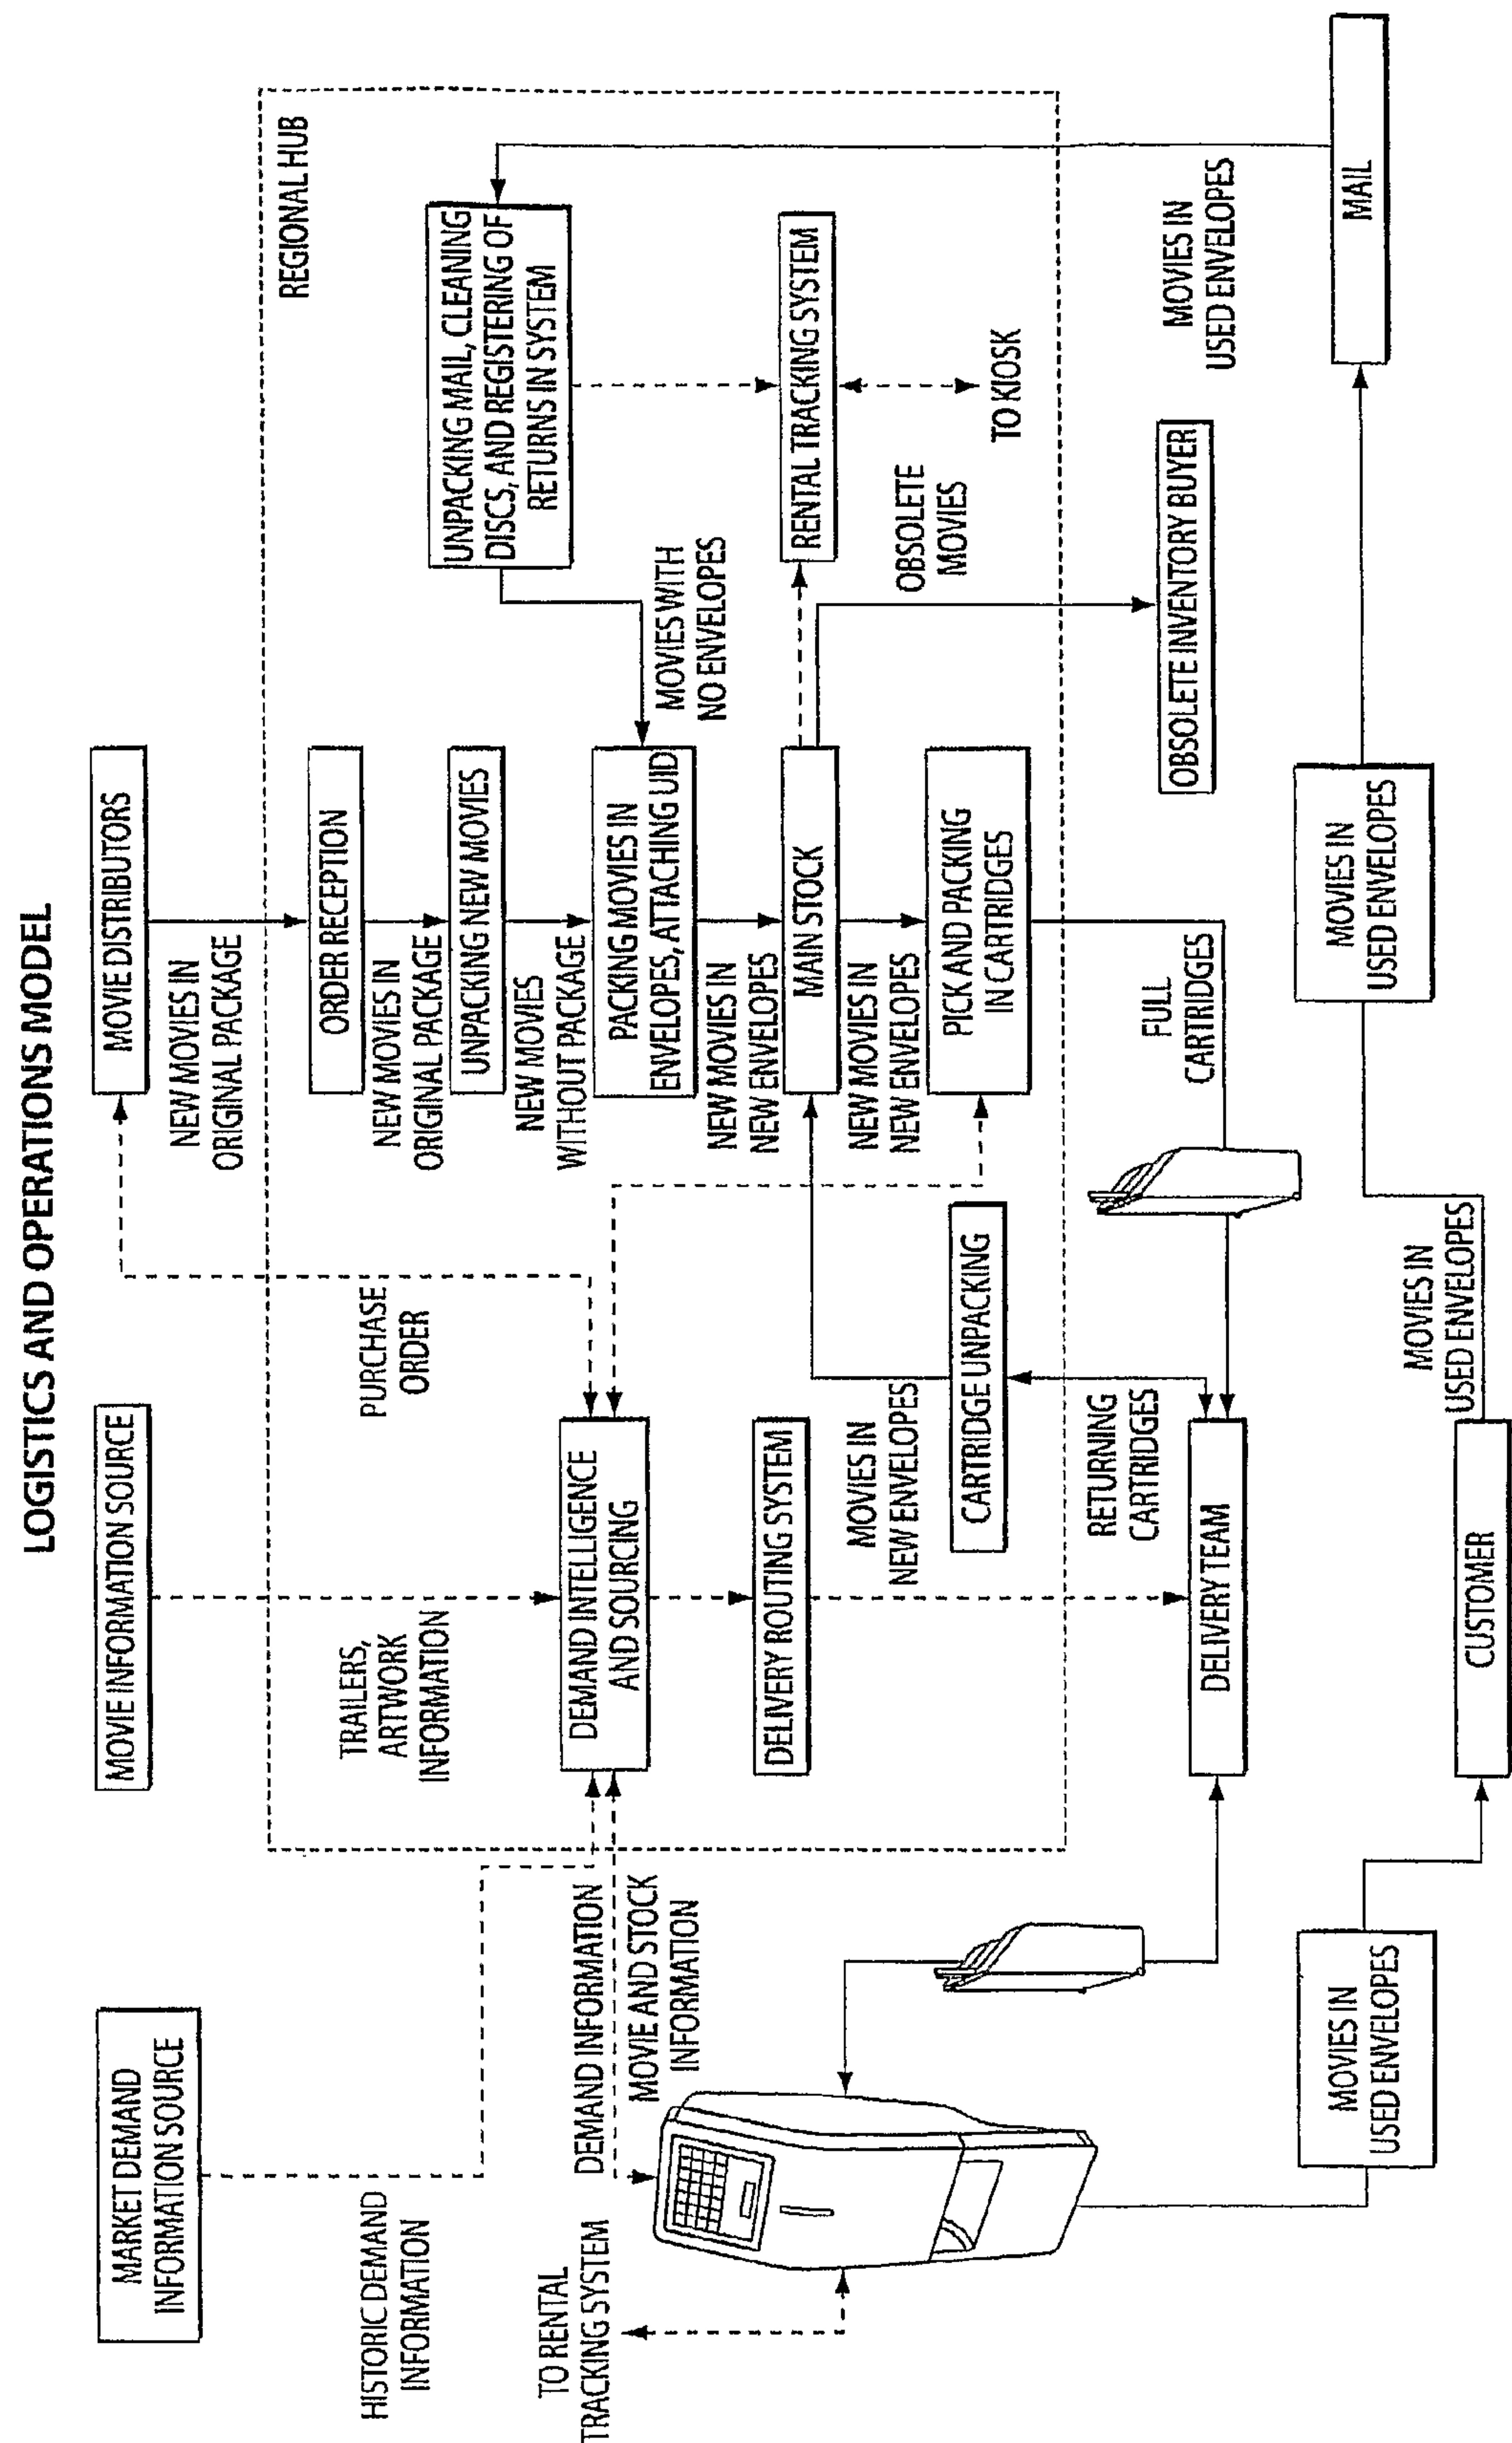 LOGISTICS AND OPERATIONS MODEL
MARKET DEMAND
INFORMATION SOURCE
MOVIE INFORMATION SOURCE
MOVIE DISTRIBUTORS
HISTORIC DEMAND
INFORMATION
TRAILERS,
ARTWORK
INFORMATION
PURCHASE
ORDER
NEW MOVIES IN
ORIGINAL PACKAGE
REGIONAL HUB
ORDER RECEPTION
NEW MOVIES IN
ORIGINAL PACKAGE
UNPACKING NEW MOVIES
NEW MOVIES
WITHOUT PACKAGE
UNPACKING MAIL, CLEANING
DISCS, AND REGISTERING OF
RETURNS IN SYSTEM
TO RENTAL
TRACKING SYSTEM
DEMAND INFORMATION
MOVIE AND STOCK
INFORMATION
DEMAND INTELLIGENCE
AND SOURCING
PACKING MOVIES IN
ENVELOPES, ATTACHING UID
MOVIES WITH
NO ENVELOPES
NEW MOVIES IN
NEW ENVELOPES
DELIVERY ROUTING SYSTEM
MAIN STOCK
RENTAL TRACKING SYSTEM
MOVIES IN
NEW ENVELOPES
NEW MOVIES IN
NEW ENVELOPES
OBSOLETE
MOVIES
CARTRIDGE UNPACKING
PICK AND PACKING
IN CARTRIDGES
TO KIOSK
RETURNING
CARTRIDGES
FULL
CARTRIDGES
OBSOLETE INVENTORY BUYER
MOVIES IN
USED ENVELOPES
DELIVERY TEAM
MOVIES IN
USED ENVELOPES
MOVIES IN
USED ENVELOPES
MAIL
MOVIES IN
USED ENVELOPES
CUSTOMER